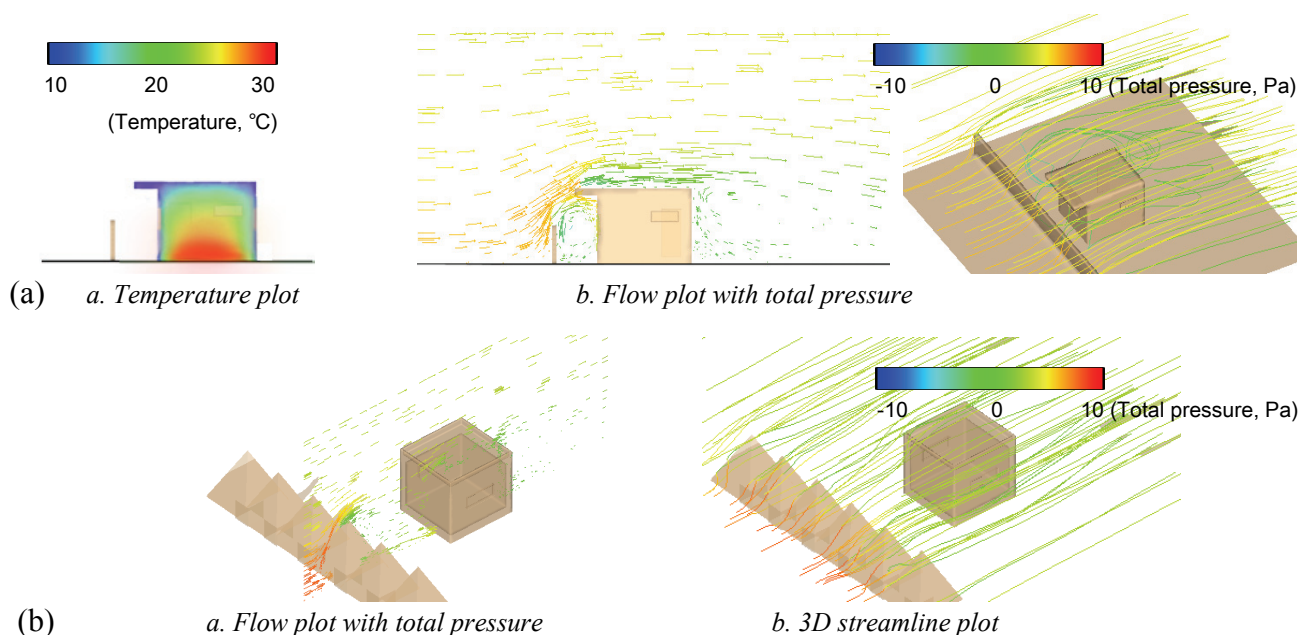 10 20 30
(Temperature, ℃)
-10 0 10 (Total pressure, Pa)
(a) a. Temperature plot b. Flow plot with total pressure
-10 0 10 (Total pressure, Pa)
(b) a. Flow plot with total pressure b. 3D streamline plot